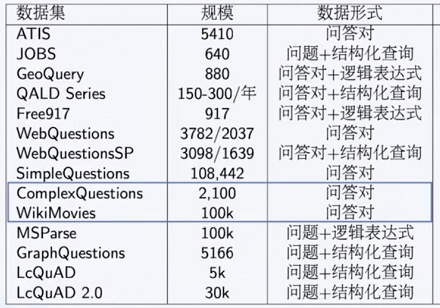 数据集 规模 数据形式
ATIS 5410 问答对
JOBS 640 问题+结构化查询
GeoQuery 880 问答对+逻辑表达式
QALD Series 150-300/年 问答对+结构化查询
Free917 917 问答对+逻辑表达式
WebQuestions 3782/2037 问答对
WebQuestionsSP 3098/1639 问答对+结构化查询
SimpleQuestions 108,442 问答对
ComplexQuestions 2,100 问答对
WikiMovies 100k 问答对
MSParse 100k 问题+逻辑表达式
GraphQuestions 5166 问题+结构化查询
LcQuAD 5k 问题+结构化查询
LcQuAD 2.0 30k 问题+结构化查询